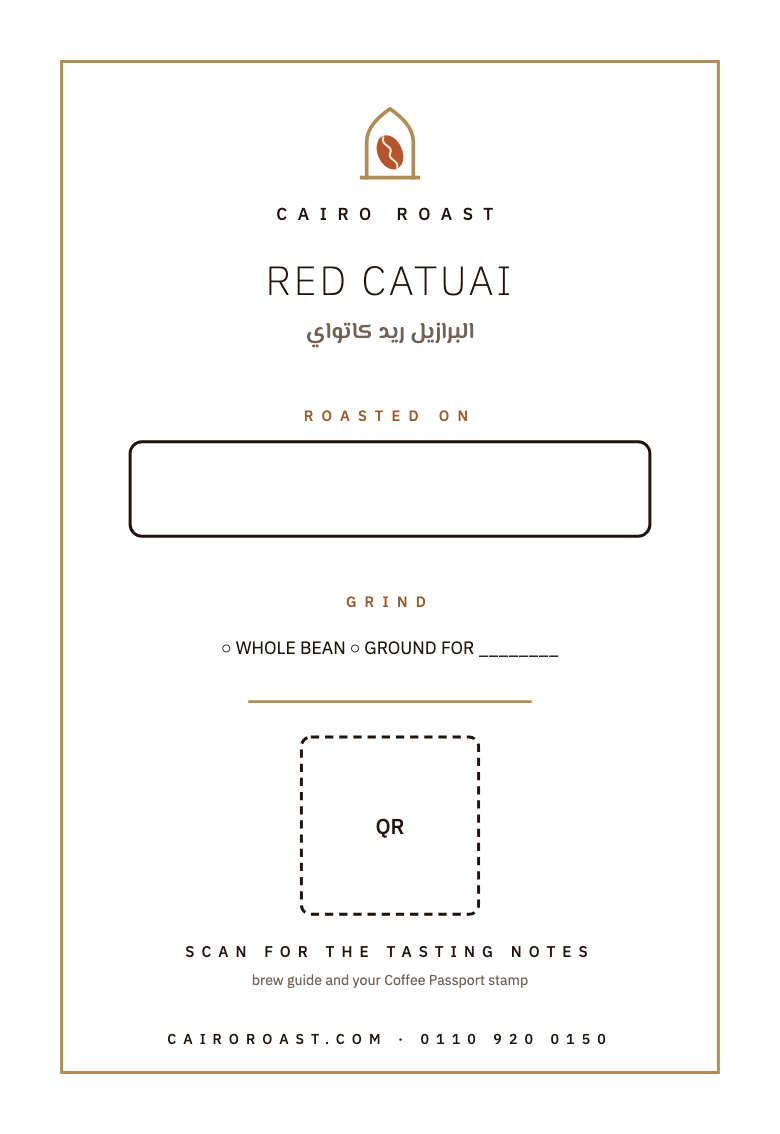 CAIRO ROAST
RED CATUAI
البرازيل ريد كاتواي
ROASTED ON
GRIND
○ WHOLE BEAN ○ GROUND FOR ________
QR
SCAN FOR THE TASTING NOTES
brew guide and your Coffee Passport stamp
CAIROROAST.COM · 0110 920 0150